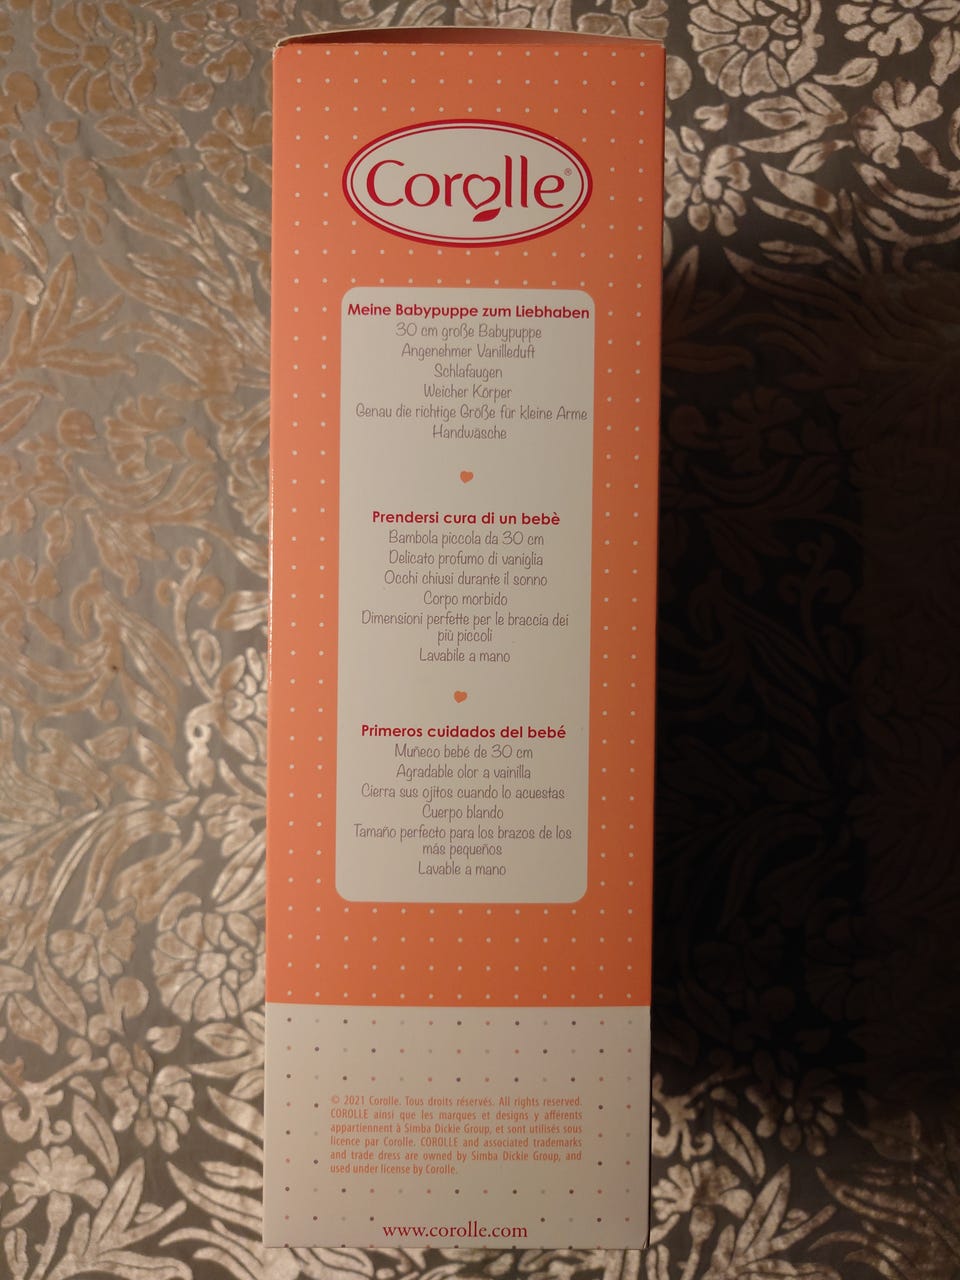 Corolle®
Meine Babypuppe zum Liebhaben
30 cm große Babypuppe
Angenehmer Vanilleduft
Schlafaugen
Weicher Körper
Genau die richtige Größe für kleine Arme
Handwäsche
Prendersi cura di un bebè
Bambola piccola da 30 cm
Delicato profumo di vaniglia
Occhi chiusi durante il sonno
Corpo morbido
Dimensioni perfette per le braccia dei
più piccoli
Lavabile a mano
Primeros cuidados del bebé
Muñeco bebé de 30 cm
Agradable olor a vainilla
Cierra sus ojitos cuando lo acuestas
Cuerpo blando
Tamaño perfecto para los brazos de los
más pequeños
Lavable a mano
© 2021 Corolle. Tous droits réservés. All rights reserved.
COROLLE ainsi que les marques et designs y afférents
appartiennent à Simba Dickie Group, et sont utilisés sous
licence par Corolle. COROLLE and associated trademarks
and trade dress are owned by Simba Dickie Group, and
used under license by Corolle.
www.corolle.com